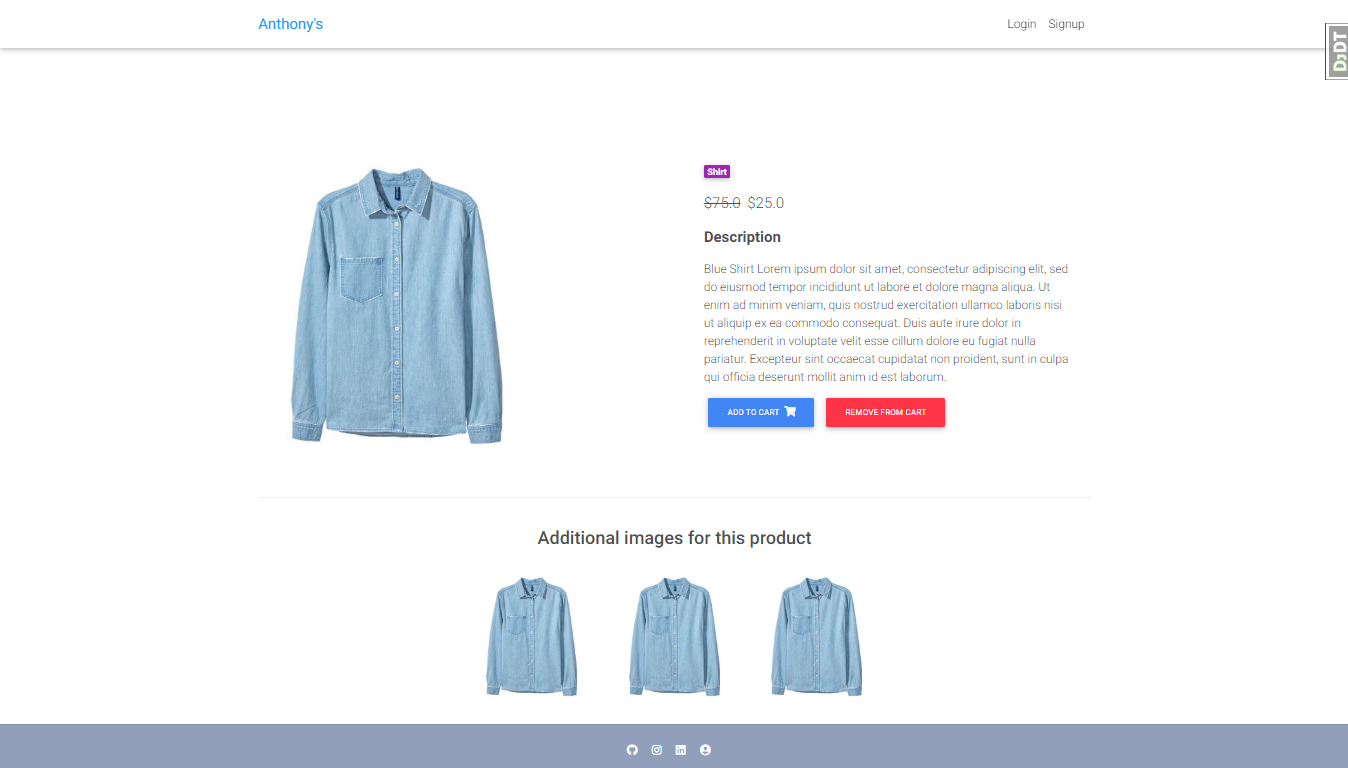 Anthony's
Login Signup
DjDT
Shirt
$75.0 $25.0
Description
Blue Shirt Lorem ipsum dolor sit amet, consectetur adipiscing elit, sed
do eiusmod tempor incididunt ut labore et dolore magna aliqua. Ut
enim ad minim veniam, quis nostrud exercitation ullamco laboris nisi
ut aliquip ex ea commodo consequat. Duis aute irure dolor in
reprehenderit in voluptate velit esse cillum dolore eu fugiat nulla
pariatur. Excepteur sint occaecat cupidatat non proident, sunt in culpa
qui officia deserunt mollit anim id est laborum.
ADD TO CART REMOVE FROM CART
Additional images for this product